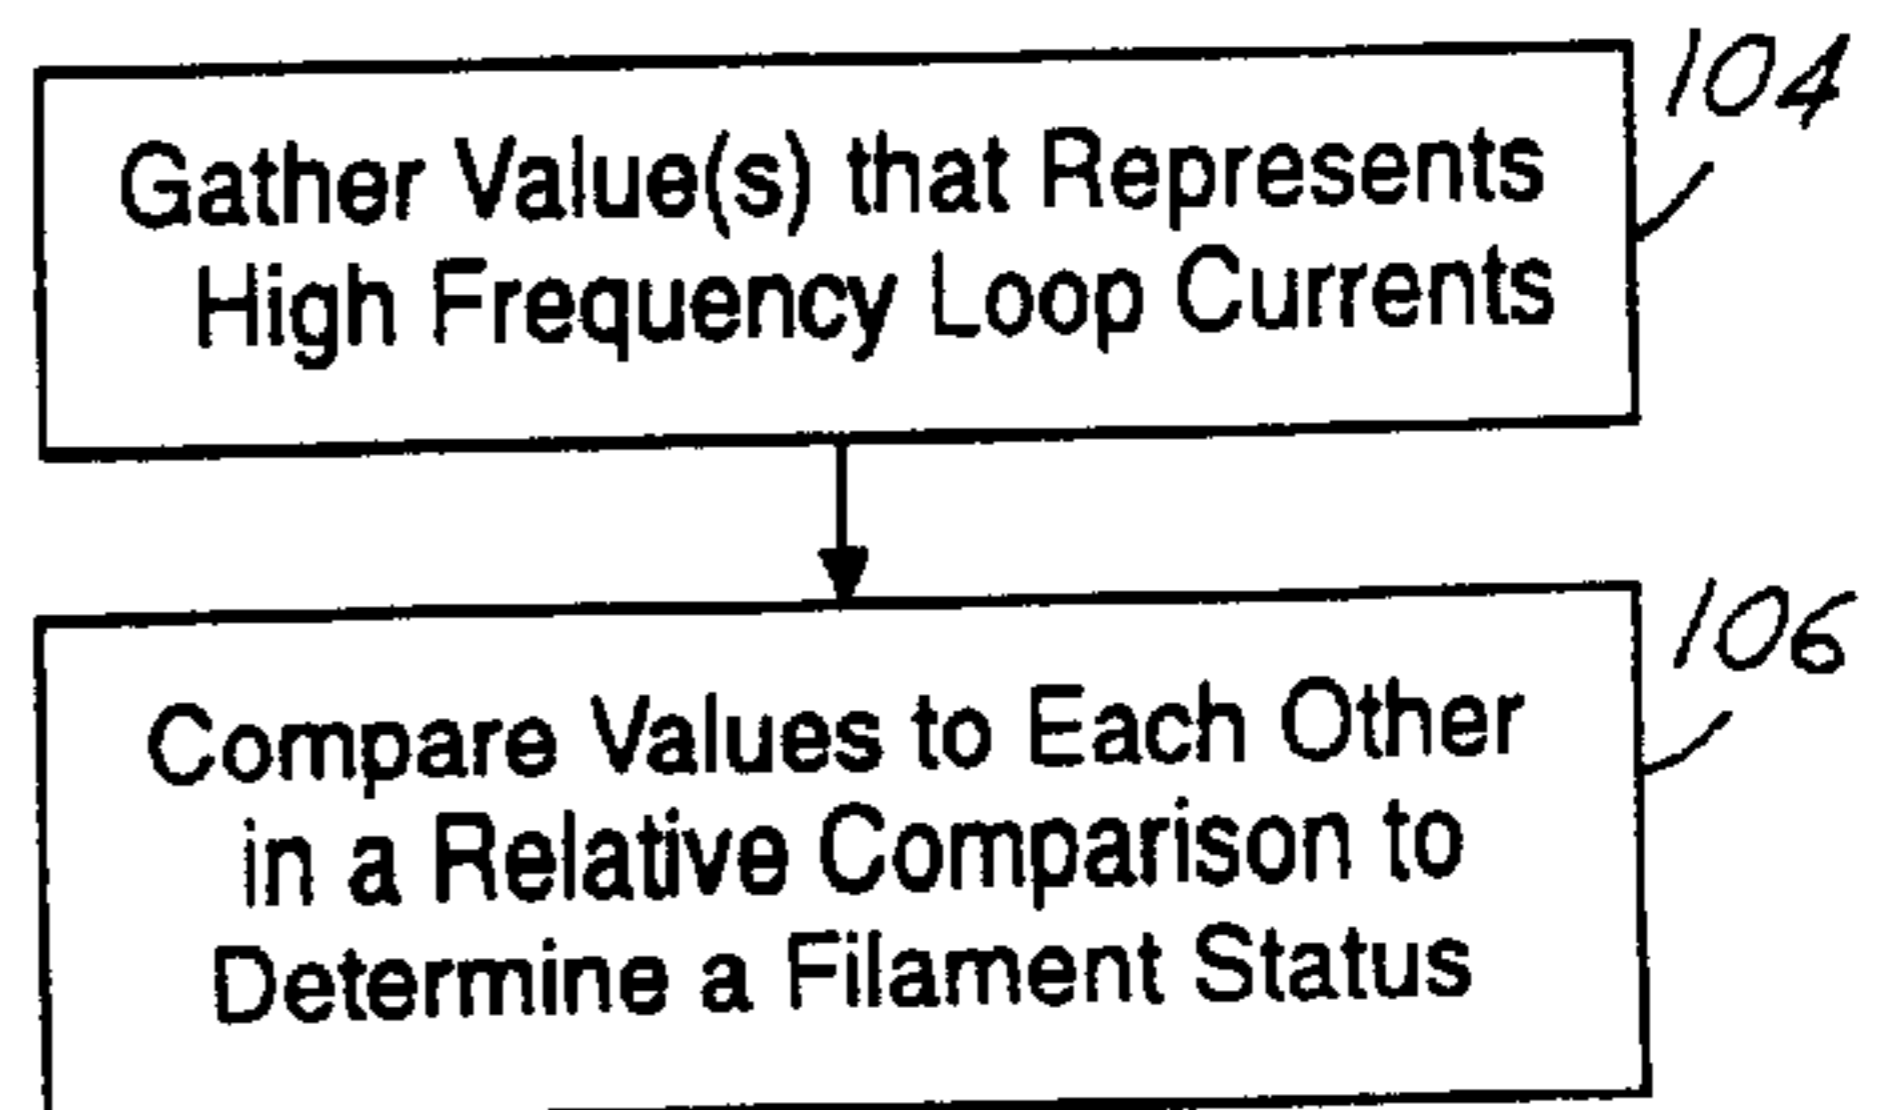 104
Gather Value(s) that Represents
High Frequency Loop Currents
106
Compare Values to Each Other
in a Relative Comparison to
Determine a Filament Status